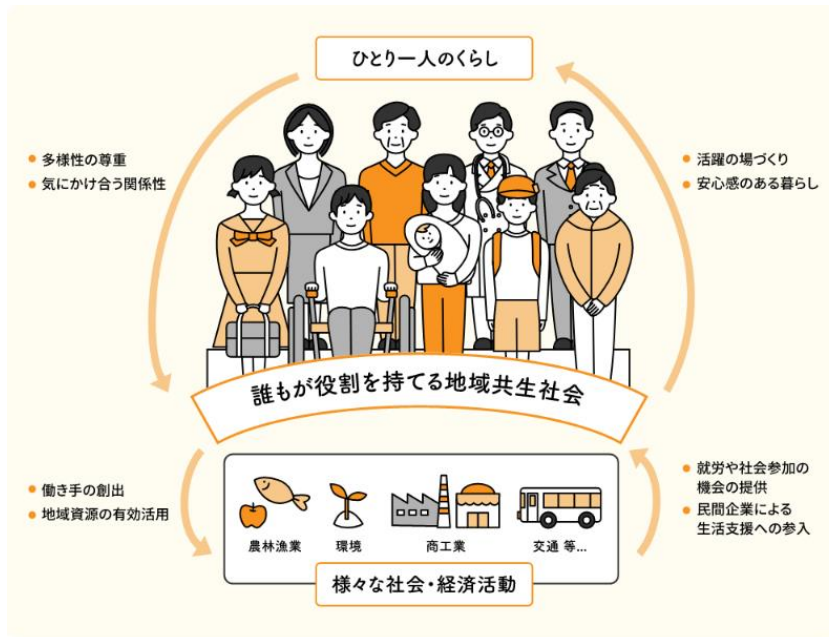 ひとり一人のくらし
● 多様性の尊重
● 気にかけ合う関係性
● 活躍の場づくり
● 安心感のある暮らし
誰もが役割を持てる地域共生社会
● 働き手の創出
● 地域資源の有効活用
● 就労や社会参加の
機会の提供
● 民間企業による
生活支援への参入
農林漁業
環境
商工業
交通 等...
様々な社会・経済活動